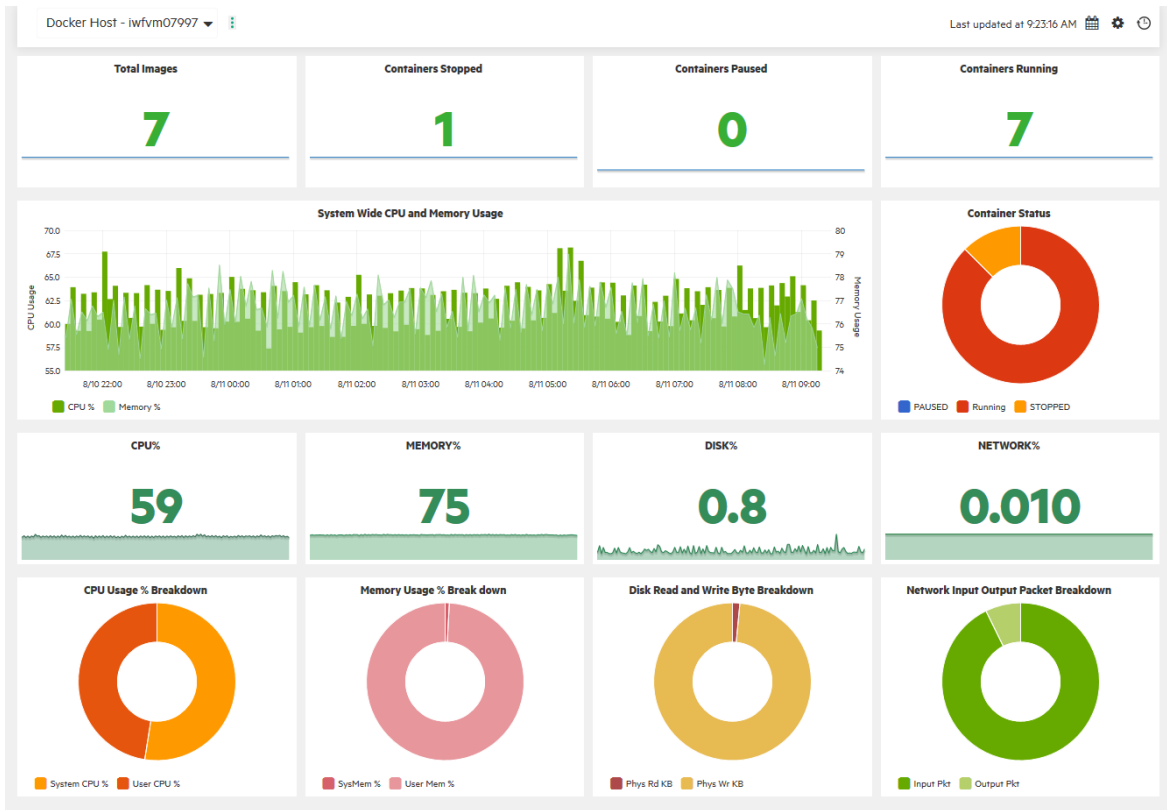 Docker Host - iwfvm07997
Last updated at 9:23:16 AM
Total Images
7
Containers Stopped
1
Containers Paused
0
Containers Running
7
System Wide CPU and Memory Usage
CPU Usage
70.0
67.5
65.0
62.5
60.0
57.5
55.0
80
79
78
77
76
75
74
Memory Usage
8/10 22:00 8/10 23:00 8/11 00:00 8/11 01:00 8/11 02:00 8/11 03:00 8/11 04:00 8/11 05:00 8/11 06:00 8/11 07:00 8/11 08:00 8/11 09:00
CPU % Memory %
Container Status
PAUSED Running STOPPED
CPU%
59
MEMORY%
75
DISK%
0.8
NETWORK%
0.010
CPU Usage % Breakdown
System CPU % User CPU %
Memory Usage % Break down
SysMem % User Mem %
Disk Read and Write Byte Breakdown
Phys Rd KB Phys Wr KB
Network Input Output Packet Breakdown
Input Pkt Output Pkt